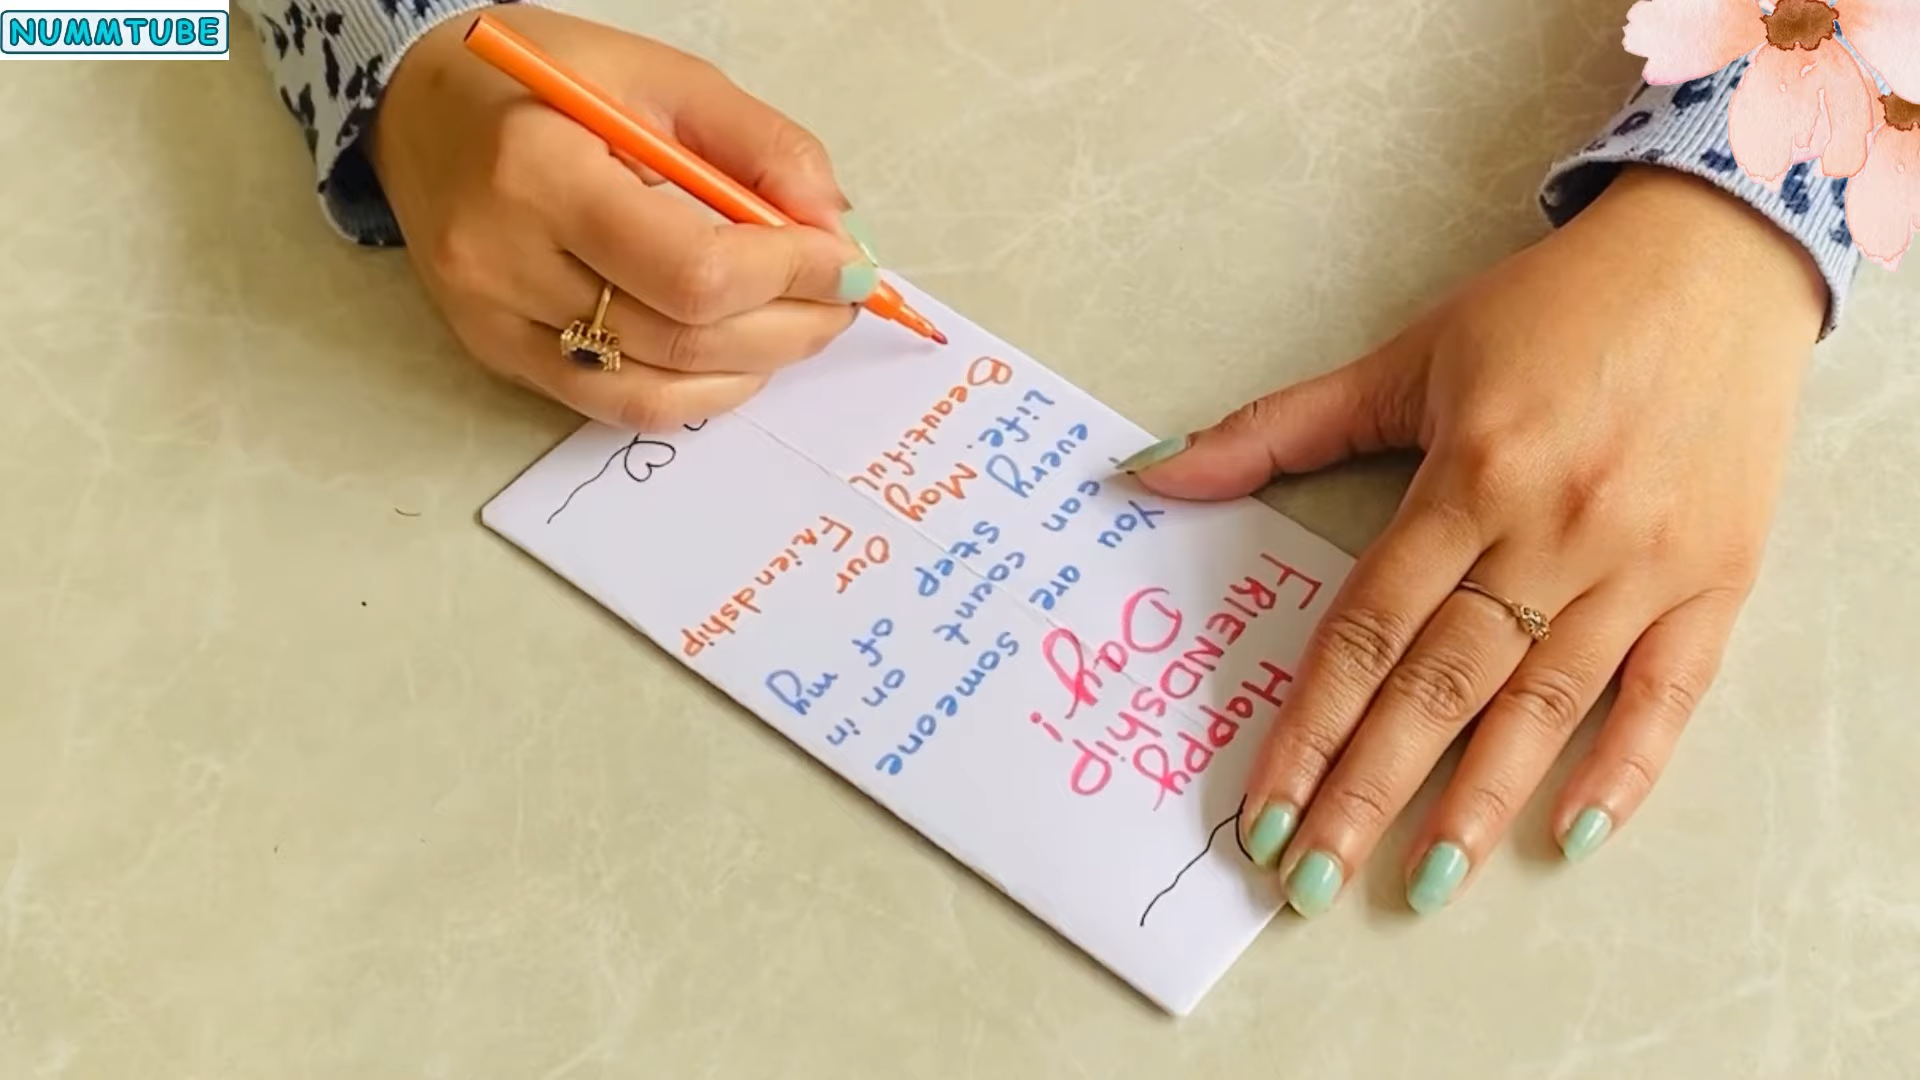 NUMMTUBE
Happy
FRIENDship
Day!
You are someone
can count on in
every step of my
Life. May Our Friendship
Beautiful